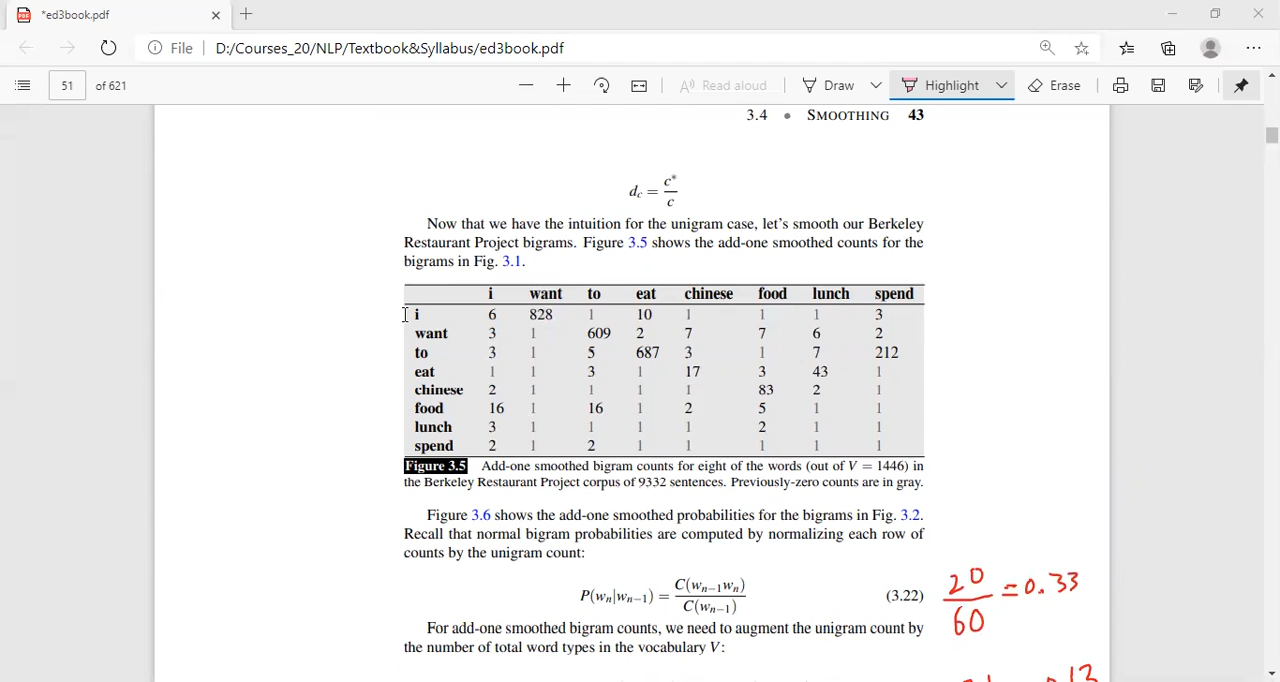 *ed3book.pdf
File | D:/Courses_20/NLP/Textbook&Syllabus/ed3book.pdf
51 of 621 Read aloud Draw Highlight Erase
3.4 • SMOOTHING 43
d_c = c*/c
Now that we have the intuition for the unigram case, let's smooth our Berkeley
Restaurant Project bigrams. Figure 3.5 shows the add-one smoothed counts for the
bigrams in Fig. 3.1.
i want to eat chinese food lunch spend
i 6 828 1 10 1 1 1 3
want 3 1 609 2 7 7 6 2
to 3 1 5 687 3 1 7 212
eat 1 1 3 1 17 3 43 1
chinese 2 1 1 1 1 83 2 1
food 16 1 16 1 2 5 1 1
lunch 3 1 1 1 1 2 1 1
spend 2 1 2 1 1 1 1 1
Figure 3.5 Add-one smoothed bigram counts for eight of the words (out of V = 1446) in
the Berkeley Restaurant Project corpus of 9332 sentences. Previously-zero counts are in gray.
Figure 3.6 shows the add-one smoothed probabilities for the bigrams in Fig. 3.2.
Recall that normal bigram probabilities are computed by normalizing each row of
counts by the unigram count:
P(w_n|w_{n−1}) = C(w_{n−1}w_n)/C(w_{n−1}) (3.22)
20/60 = 0.33
For add-one smoothed bigram counts, we need to augment the unigram count by
the number of total word types in the vocabulary V: